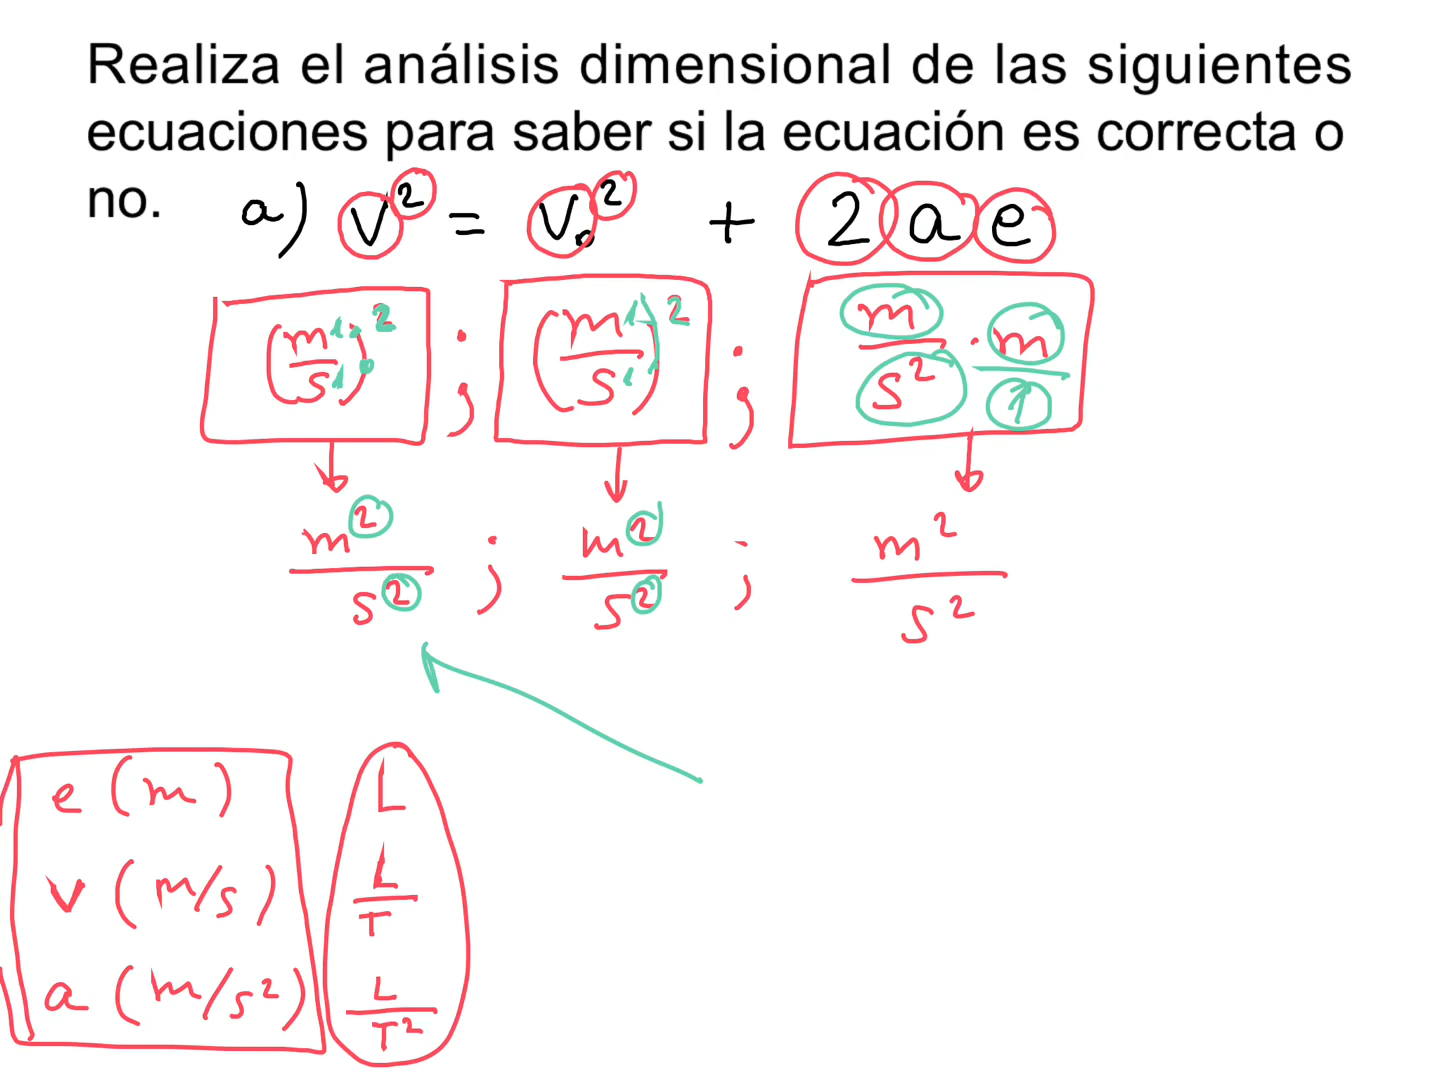 Realiza el análisis dimensional de las siguientes
ecuaciones para saber si la ecuación es correcta o
no. a) v² = v₀² + 2 a e
(m¹/s¹)² ; (m¹/s¹)² ; m/s² · m/1
m²/s² ; m²/s² ; m²/s²
e (m) L
v (m/s) L/T
a (m/s²) L/T²